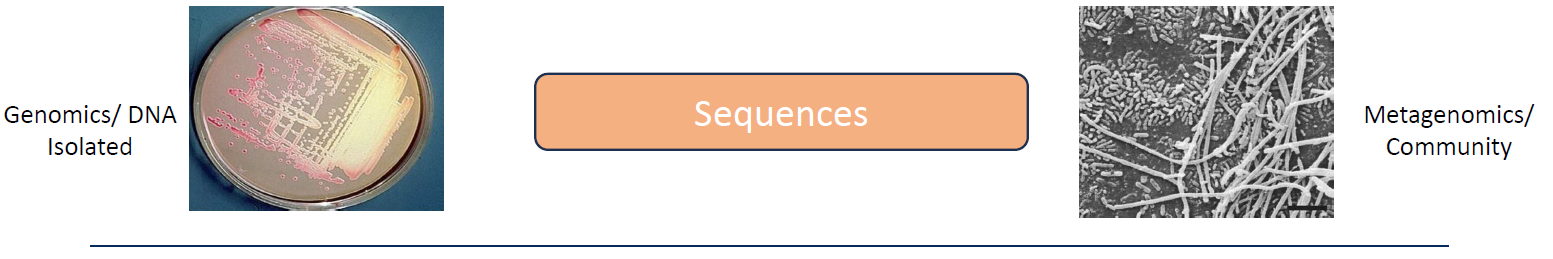 Genomics/ DNA
Isolated
Sequences
Metagenomics/
Community